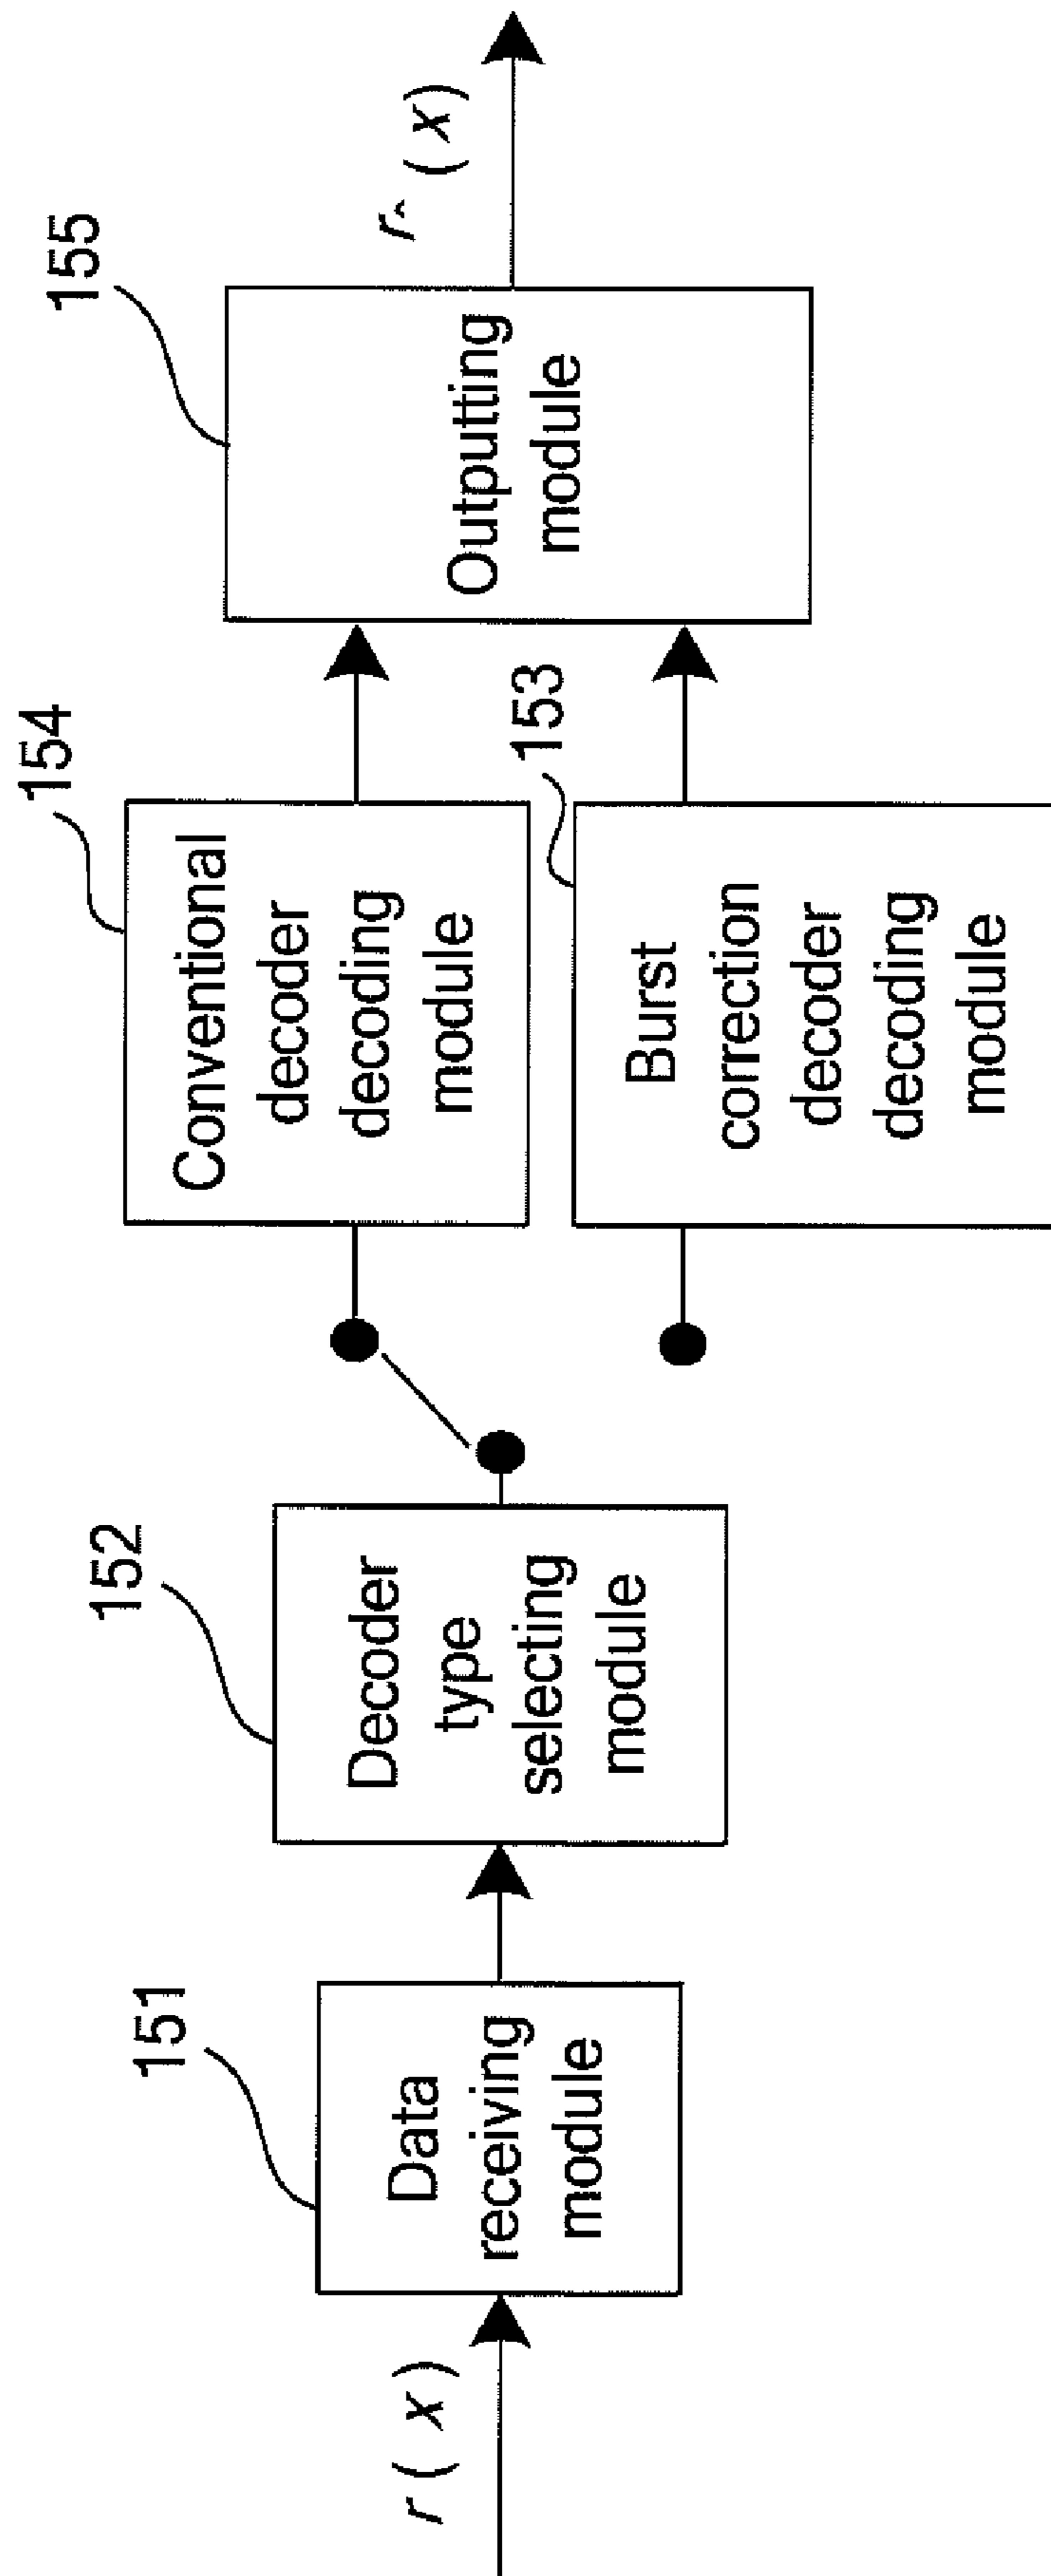 r ( x )
151
Data
receiving
module
152
Decoder
type
selecting
module
154
Conventional
decoder
decoding
module
153
Burst
correction
decoder
decoding
module
155
Outputting
module
r^ ( x )